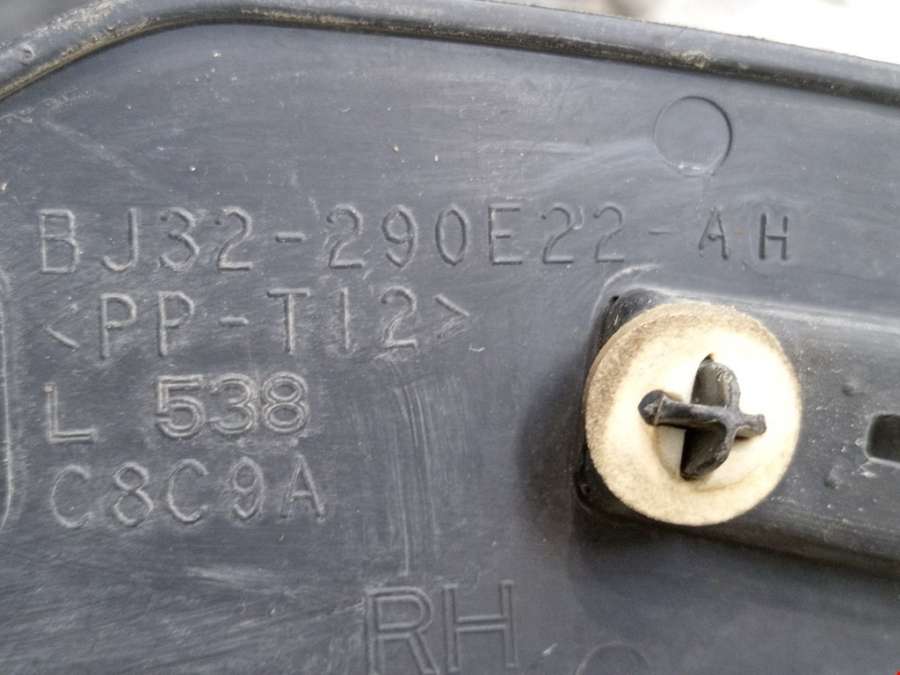 BJ32-290E22-AH
<PP-T12>
L 538
C8C9A
RH